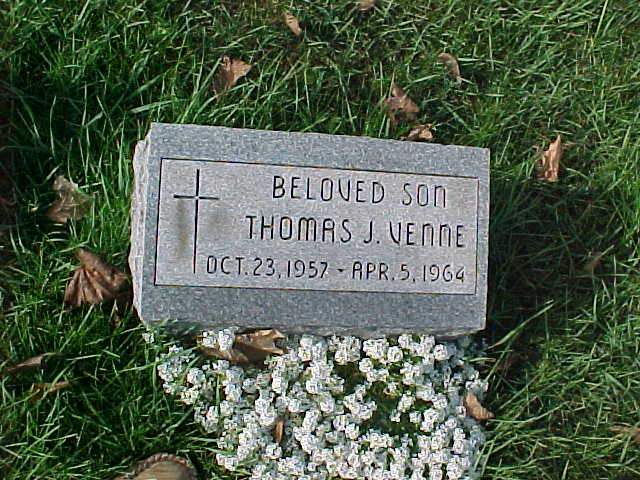 BELOVED SON
THOMAS J. VENNE
OCT. 23, 1957 - APR. 5, 1964